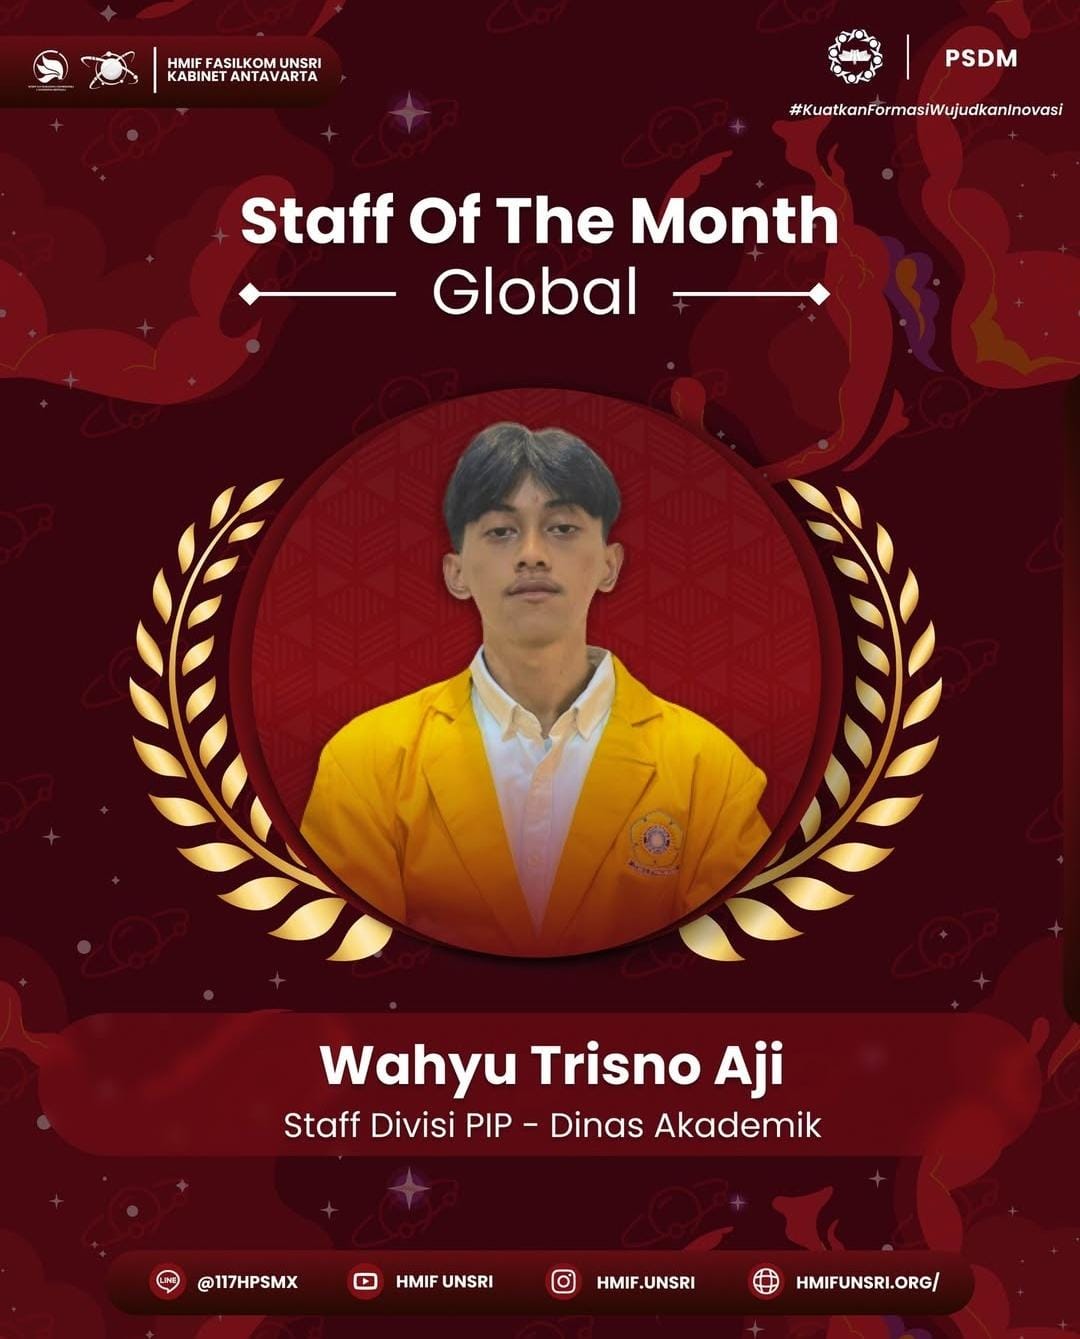 HMIF FASILKOM UNSRI
KABINET ANTAVARTA
PSDM
#KuatkanFormasiWujudkanInovasi
Staff Of The Month
Global
Wahyu Trisno Aji
Staff Divisi PIP - Dinas Akademik
LINE
@117HPSMX
HMIF UNSRI
HMIF.UNSRI
HMIFUNSRI.ORG/